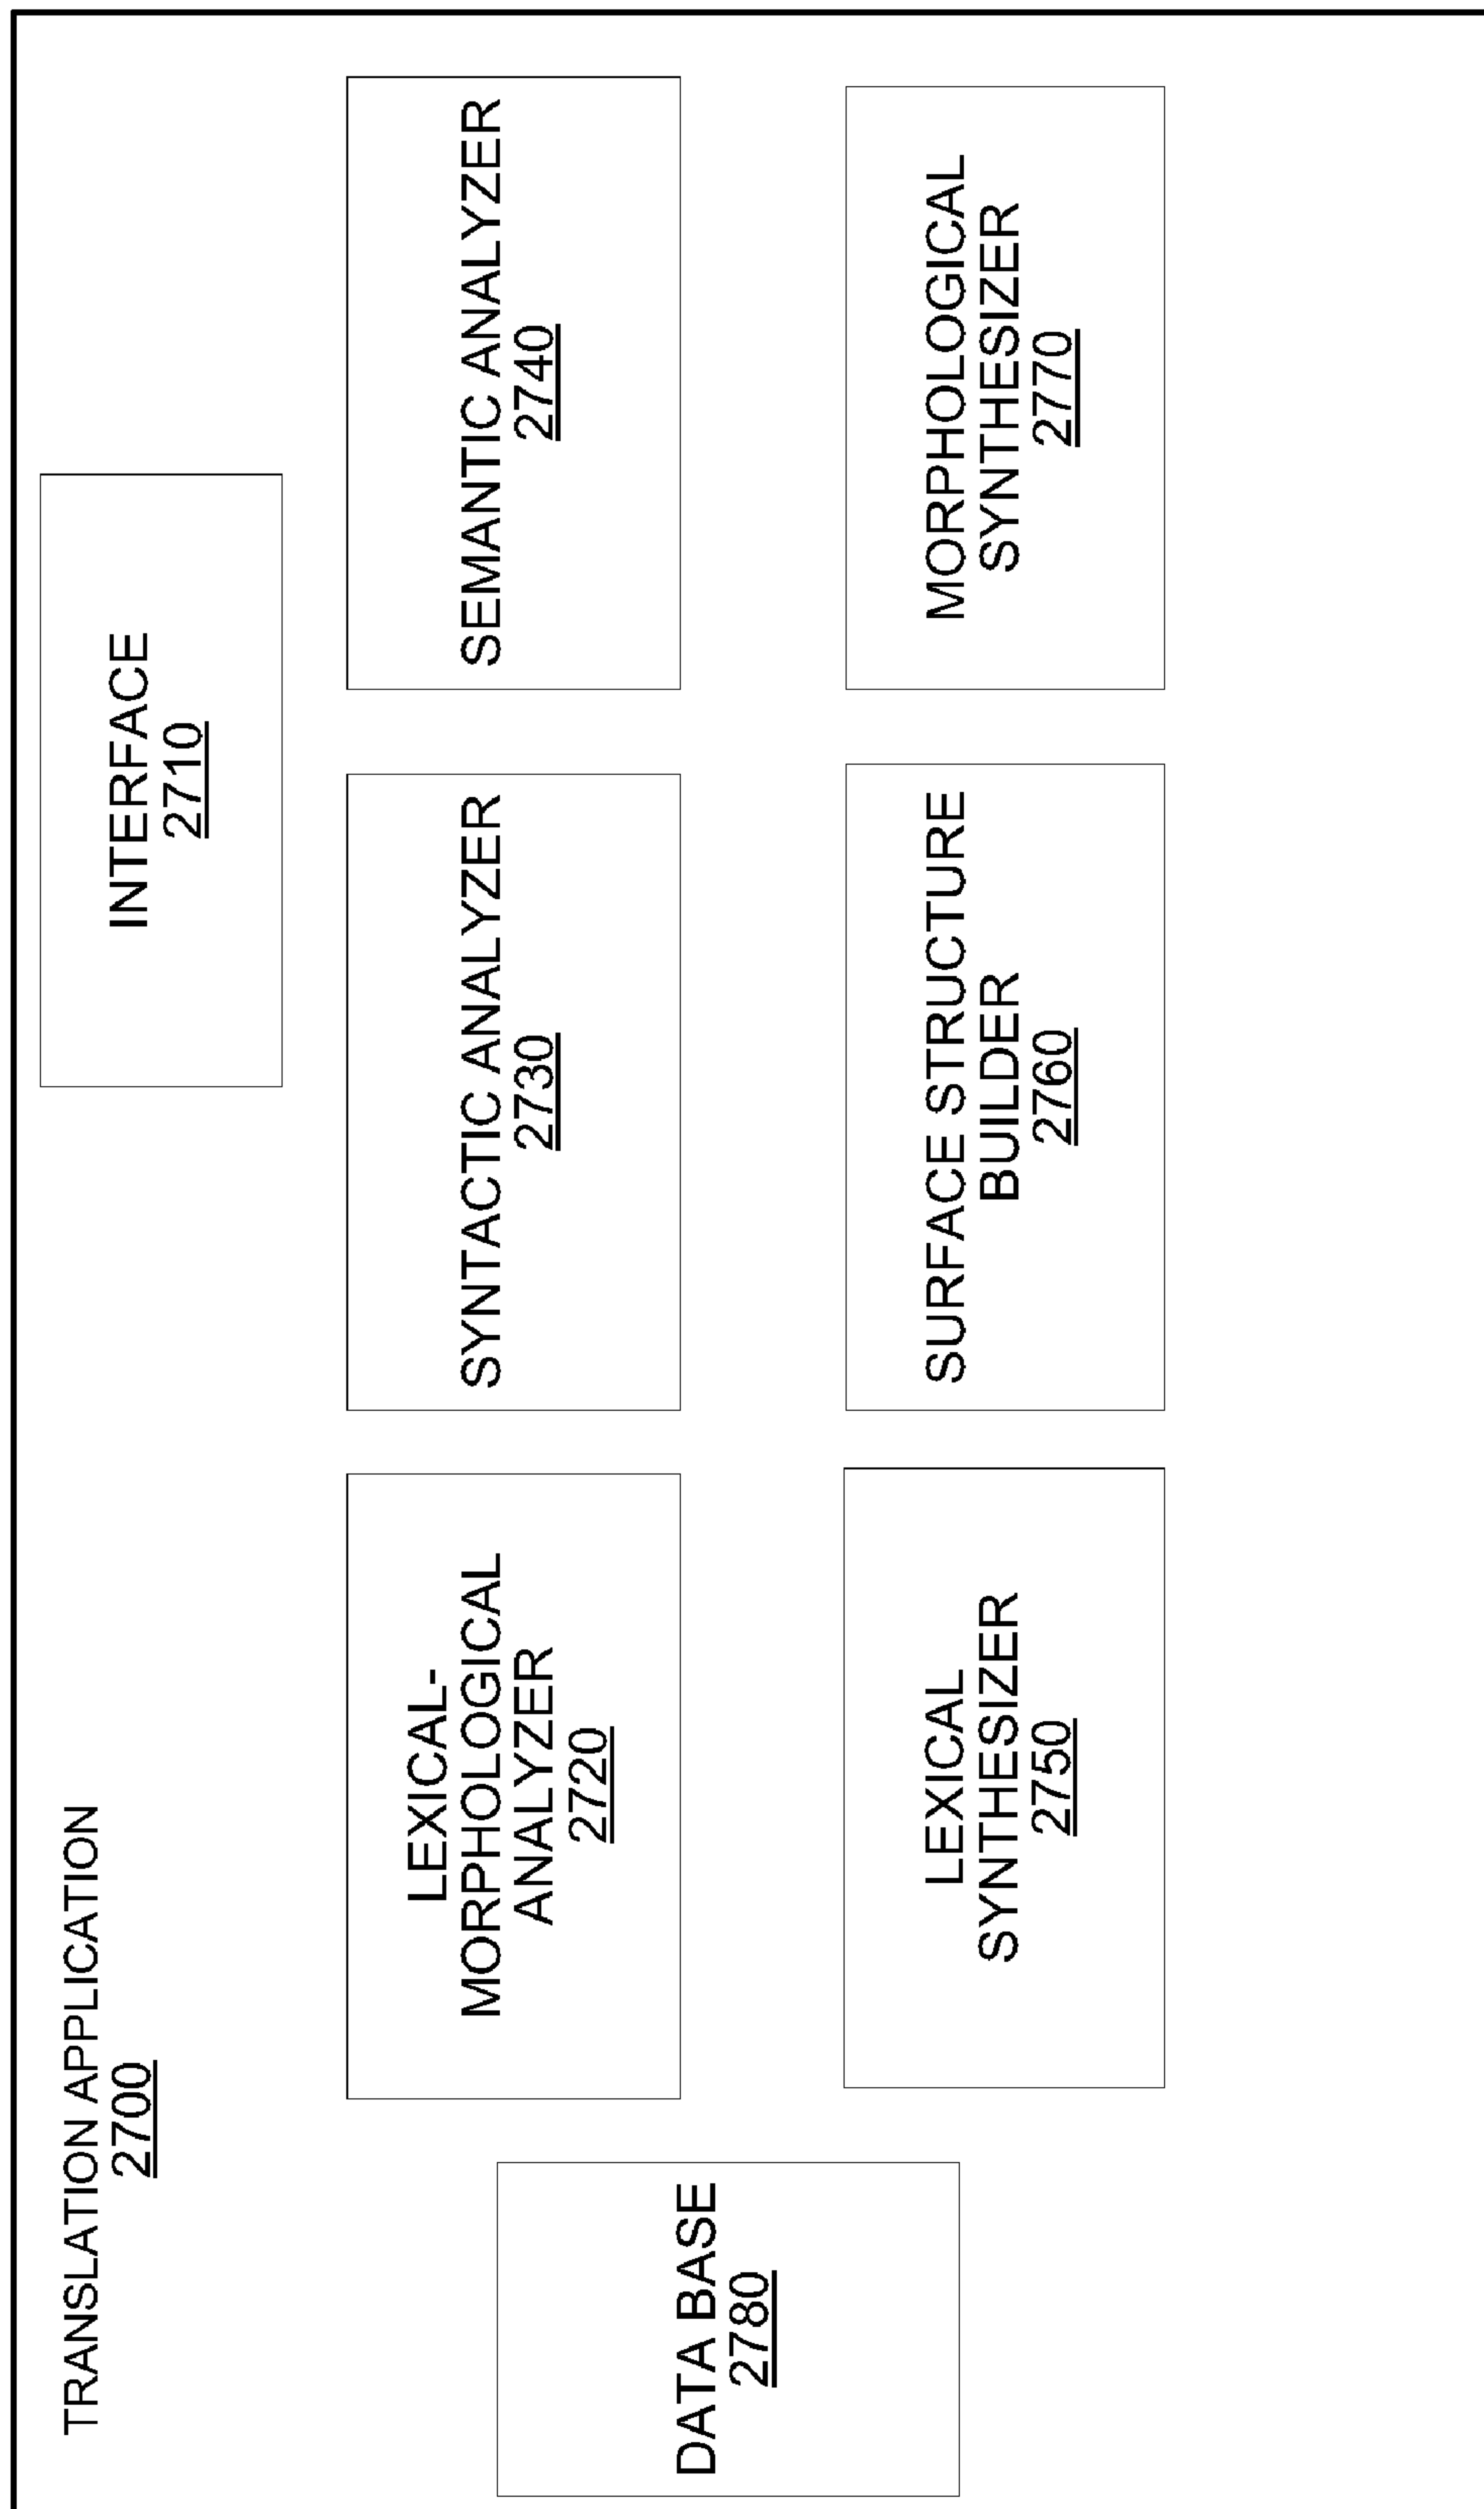 TRANSLATION APPLICATION
2700
INTERFACE
2710
LEXICAL-
MORPHOLOGICAL
ANALYZER
2720
SYNTACTIC ANALYZER
2730
SEMANTIC ANALYZER
2740
DATA BASE
2780
LEXICAL
SYNTHESIZER
2750
SURFACE STRUCTURE
BUILDER
2760
MORPHOLOGICAL
SYNTHESIZER
2770